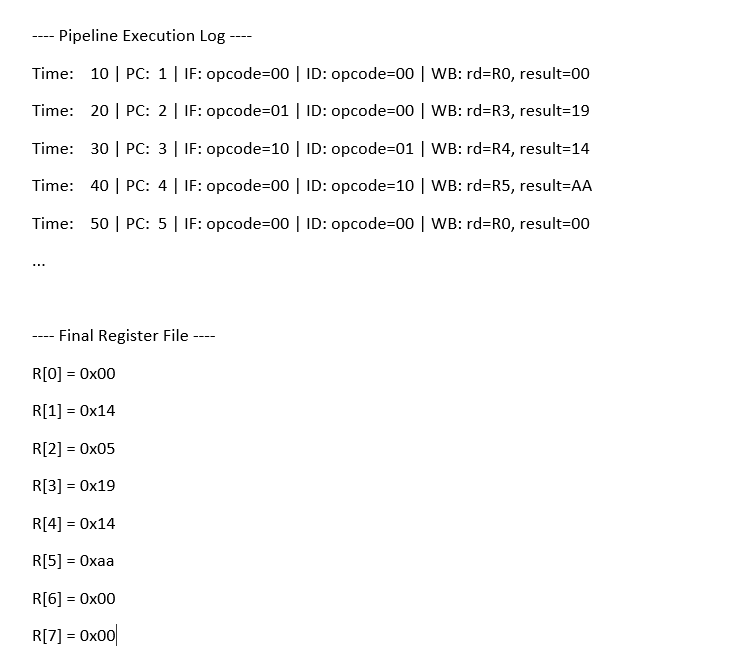 ---- Pipeline Execution Log ----
Time:    10 | PC:  1 | IF: opcode=00 | ID: opcode=00 | WB: rd=R0, result=00
Time:    20 | PC:  2 | IF: opcode=01 | ID: opcode=00 | WB: rd=R3, result=19
Time:    30 | PC:  3 | IF: opcode=10 | ID: opcode=01 | WB: rd=R4, result=14
Time:    40 | PC:  4 | IF: opcode=00 | ID: opcode=10 | WB: rd=R5, result=AA
Time:    50 | PC:  5 | IF: opcode=00 | ID: opcode=00 | WB: rd=R0, result=00
...
---- Final Register File ----
R[0] = 0x00
R[1] = 0x14
R[2] = 0x05
R[3] = 0x19
R[4] = 0x14
R[5] = 0xaa
R[6] = 0x00
R[7] = 0x00